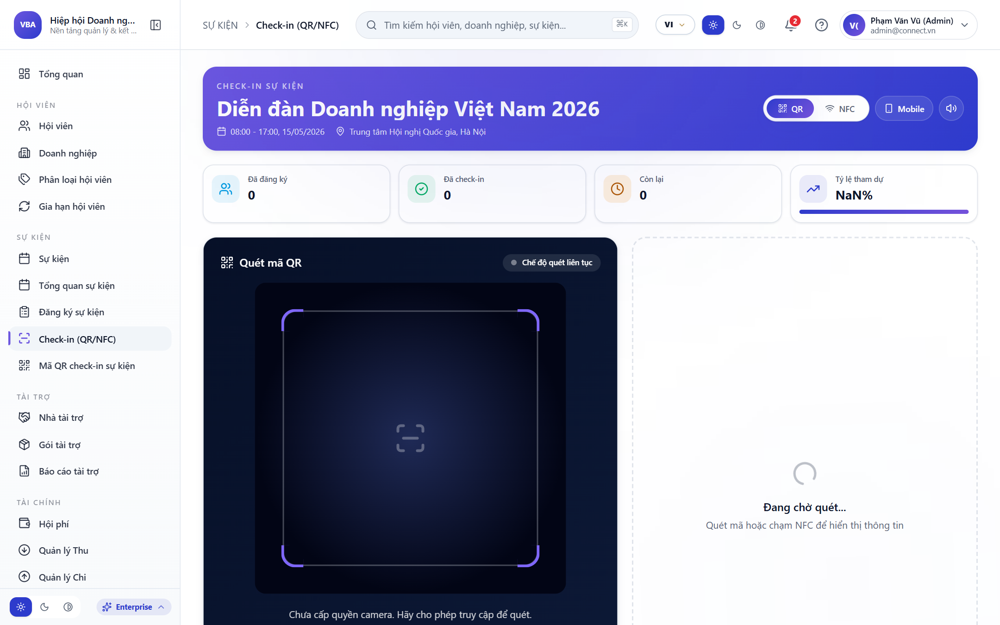 VBA
Hiệp hội Doanh ng...
Nền tảng quản lý & kết ...
SỰ KIỆN > Check-in (QR/NFC)
Tìm kiếm hội viên, doanh nghiệp, sự kiện...
⌘K
VI
2
V(
Phạm Văn Vũ (Admin)
admin@connect.vn
Tổng quan
HỘI VIÊN
Hội viên
Doanh nghiệp
Phân loại hội viên
Gia hạn hội viên
SỰ KIỆN
Sự kiện
Tổng quan sự kiện
Đăng ký sự kiện
Check-in (QR/NFC)
Mã QR check-in sự kiện
TÀI TRỢ
Nhà tài trợ
Gói tài trợ
Báo cáo tài trợ
TÀI CHÍNH
Hội phí
Quản lý Thu
Quản lý Chi
Enterprise
CHECK-IN SỰ KIỆN
Diễn đàn Doanh nghiệp Việt Nam 2026
08:00 - 17:00, 15/05/2026
Trung tâm Hội nghị Quốc gia, Hà Nội
QR
NFC
Mobile
Đã đăng ký
0
Đã check-in
0
Còn lại
0
Tỷ lệ tham dự
NaN%
Quét mã QR
Chế độ quét liên tục
Chưa cấp quyền camera. Hãy cho phép truy cập để quét.
Đang chờ quét...
Quét mã hoặc chạm NFC để hiển thị thông tin